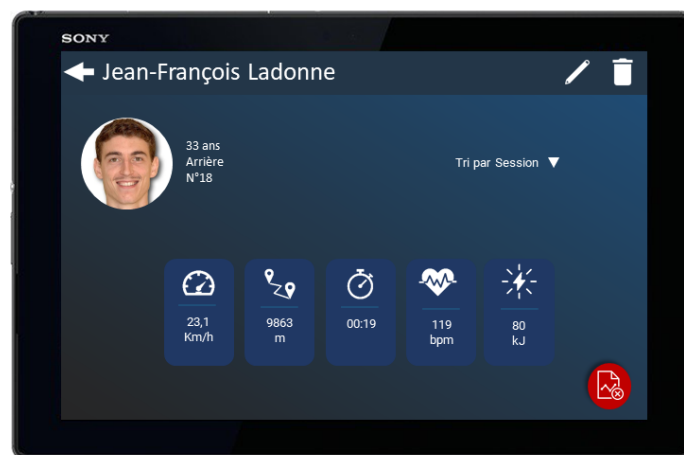 SONY
Jean-François Ladonne
33 ans
Arrière
N°18
Tri par Session ▼
23,1
Km/h
9863
m
00:19
119
bpm
80
kJ